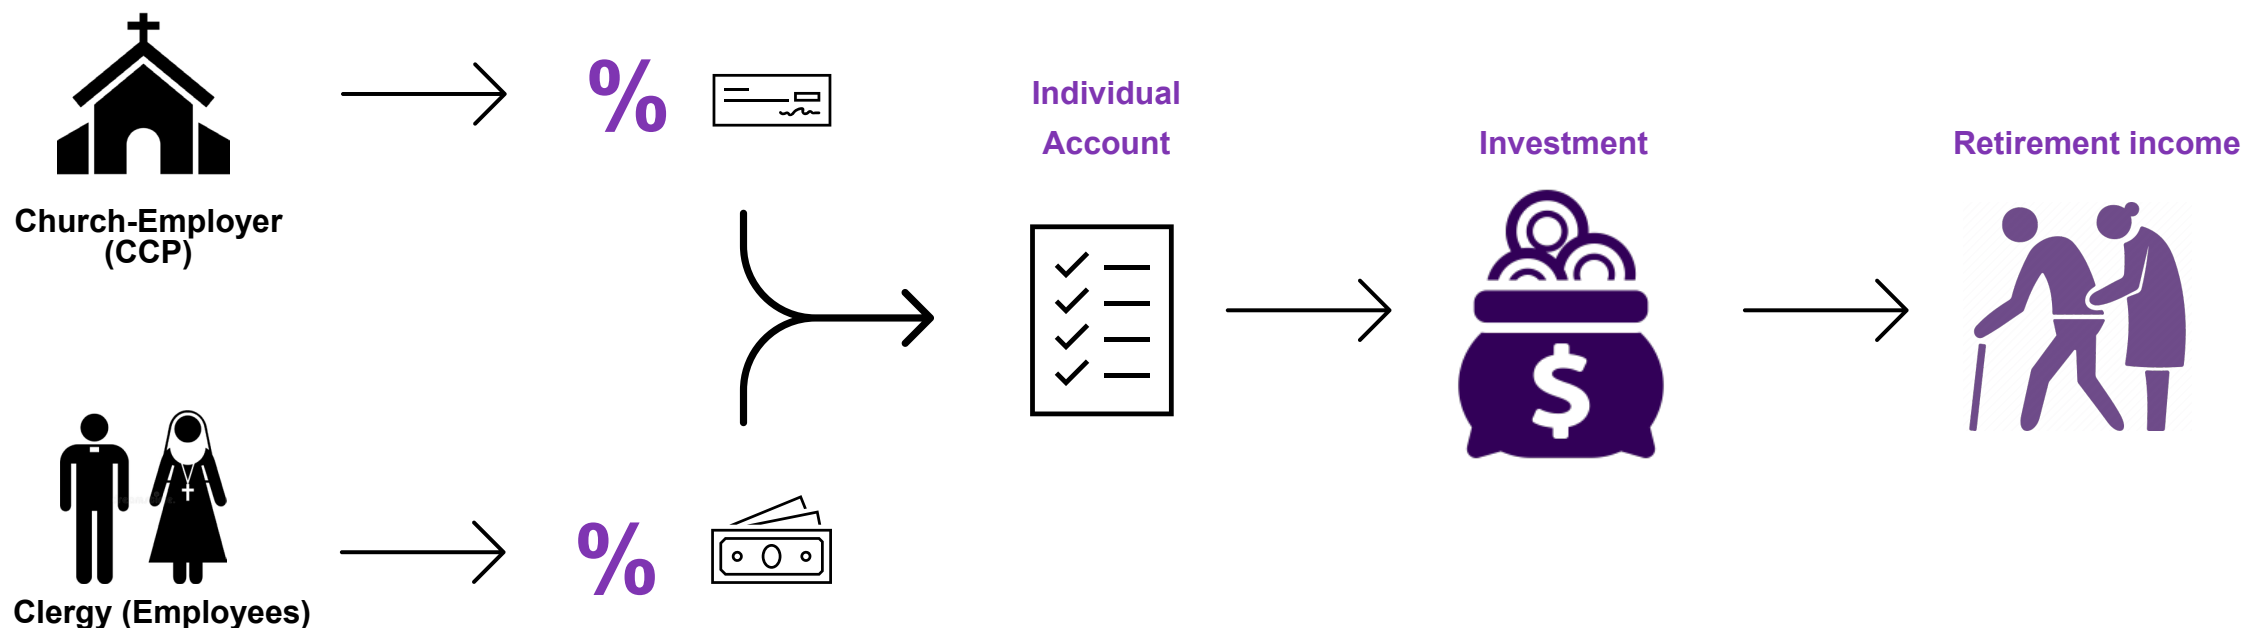 %
Individual
Account
Investment
Retirement income
Church-Employer
(CCP)
$
%
Clergy (Employees)